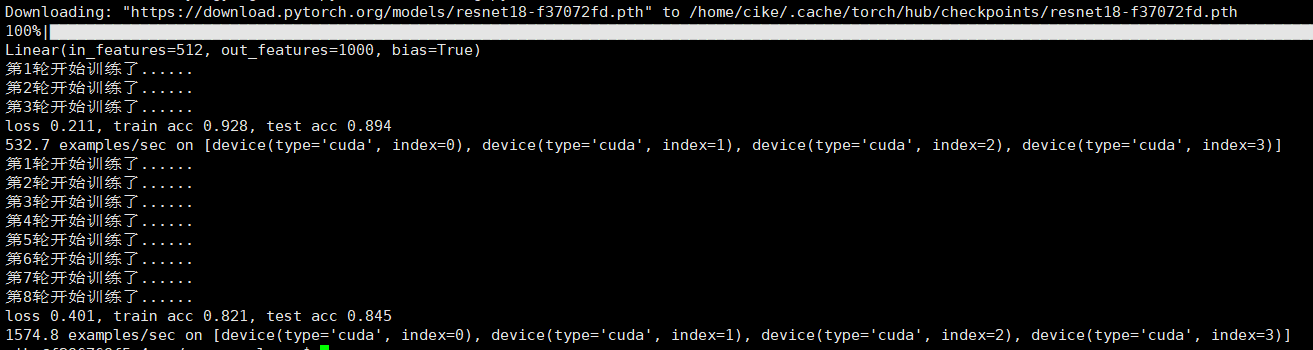 Downloading: "https://download.pytorch.org/models/resnet18-f37072fd.pth" to /home/cike/.cache/torch/hub/checkpoints/resnet18-f37072fd.pth
100%|
Linear(in_features=512, out_features=1000, bias=True)
第1轮开始训练了......
第2轮开始训练了......
第3轮开始训练了......
loss 0.211, train acc 0.928, test acc 0.894
532.7 examples/sec on [device(type='cuda', index=0), device(type='cuda', index=1), device(type='cuda', index=2), device(type='cuda', index=3)]
第1轮开始训练了......
第2轮开始训练了......
第3轮开始训练了......
第4轮开始训练了......
第5轮开始训练了......
第6轮开始训练了......
第7轮开始训练了......
第8轮开始训练了......
loss 0.401, train acc 0.821, test acc 0.845
1574.8 examples/sec on [device(type='cuda', index=0), device(type='cuda', index=1), device(type='cuda', index=2), device(type='cuda', index=3)]